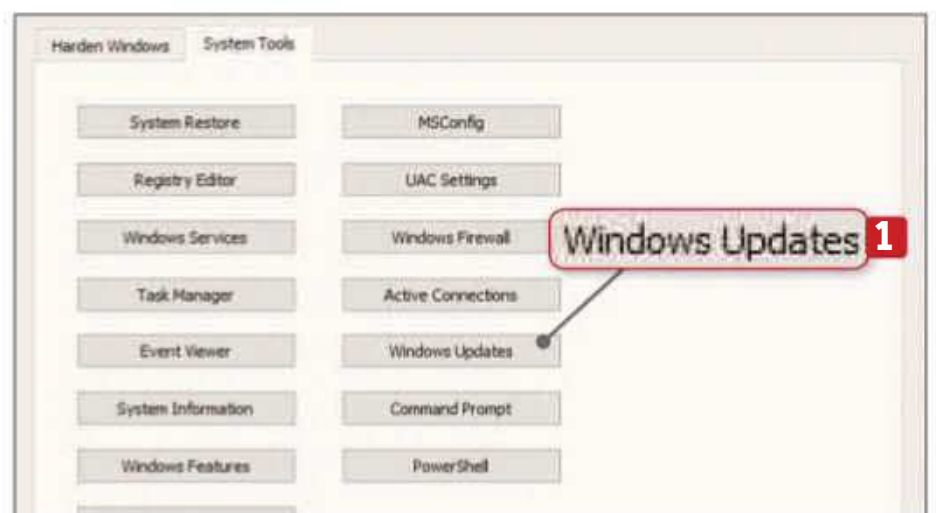 Harden Windows
System Tools
System Restore
MSConfig
Registry Editor
UAC Settings
Windows Services
Windows Firewall
Windows Updates 1
Task Manager
Active Connections
Event Viewer
Windows Updates
System Information
Command Prompt
Windows Features
PowerShell